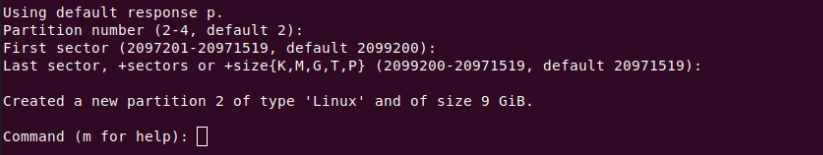 Using default response p.
Partition number (2-4, default 2):
First sector (2097201-20971519, default 2099200):
Last sector, +sectors or +size{K,M,G,T,P} (2099200-20971519, default 20971519):
Created a new partition 2 of type 'Linux' and of size 9 GiB.
Command (m for help):